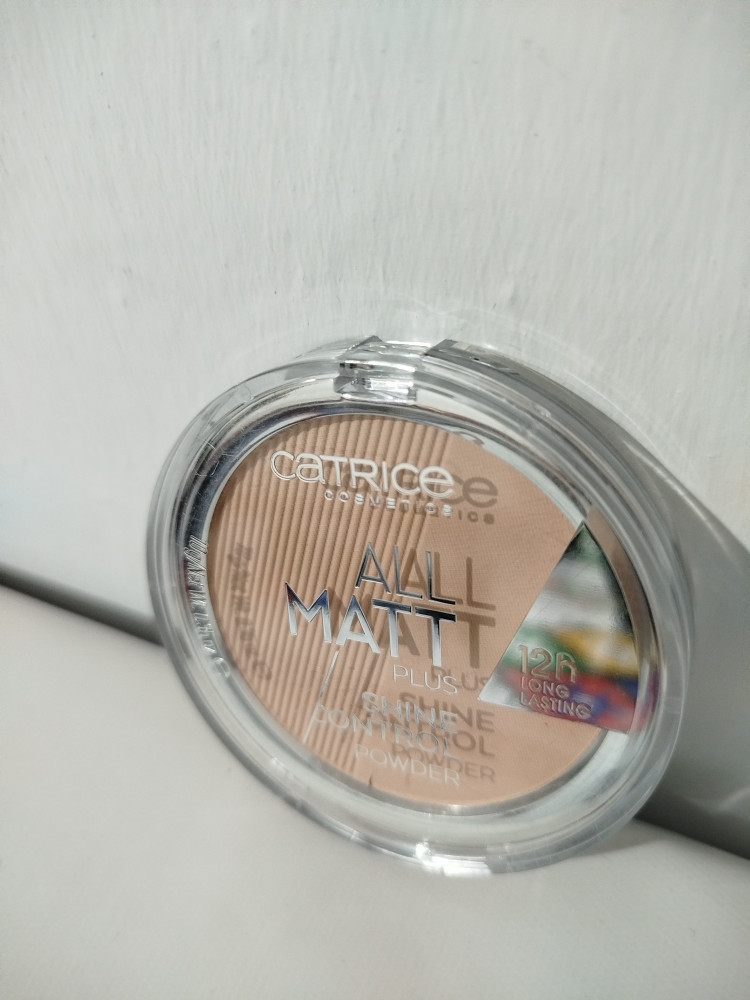 CATRICE
COSMETICS
ALL
MATT
PLUS
SHINE
CONTROL
POWDER
12h
LONG
LASTING